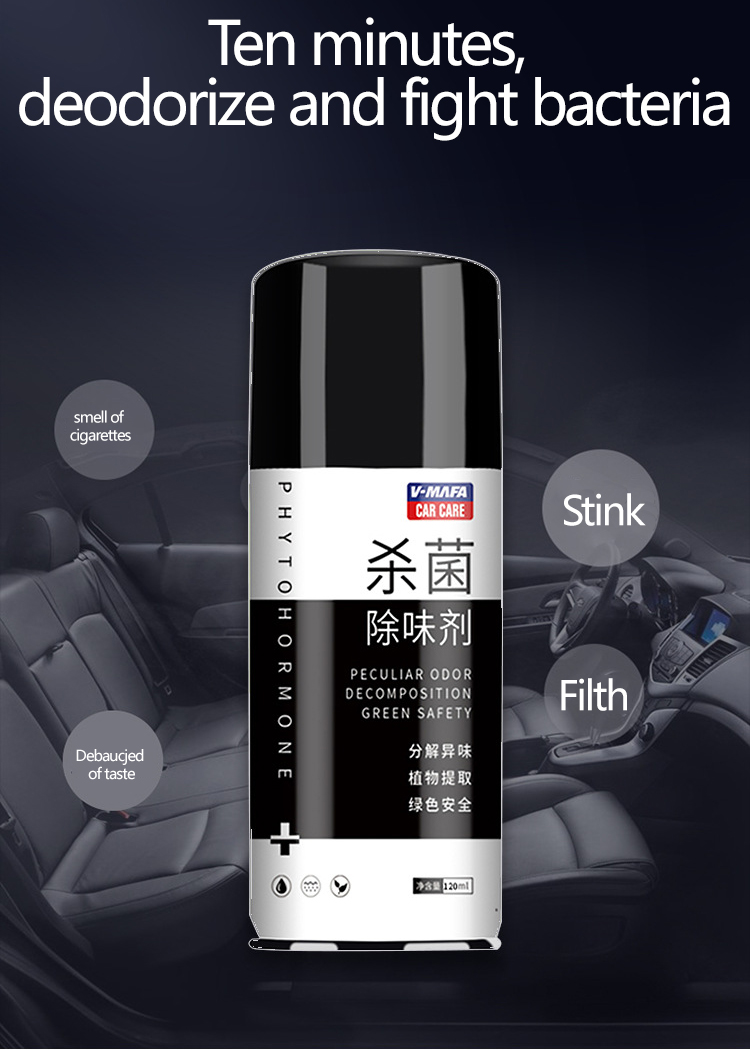 Ten minutes,
deodorize and fight bacteria
smell of
cigarettes
Stink
Filth
Debaucjed
of taste
PHYTOHORMONE
V-MAFA
CAR CARE
杀菌
除味剂
PECULIAR ODOR
DECOMPOSITION
GREEN SAFETY
分解异味
植物提取
绿色安全
净含量 120ml